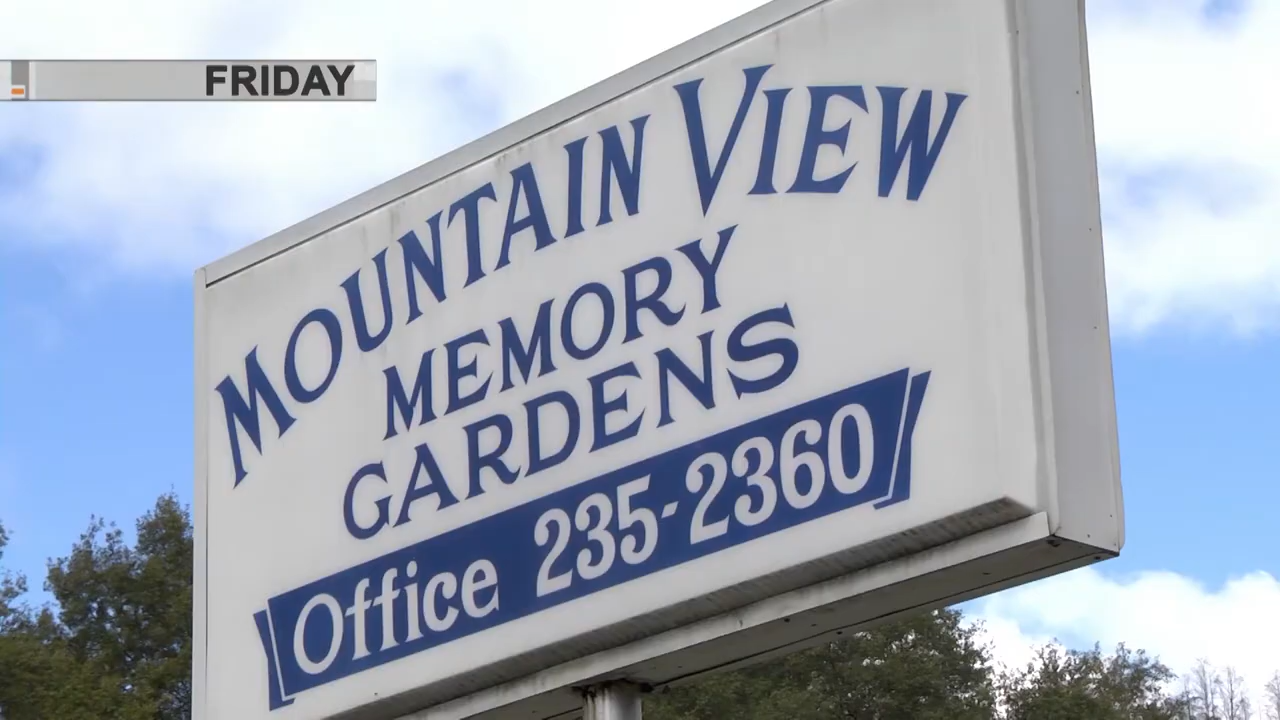 FRIDAY
MOUNTAIN VIEW
MEMORY
GARDENS
Office 235-2360